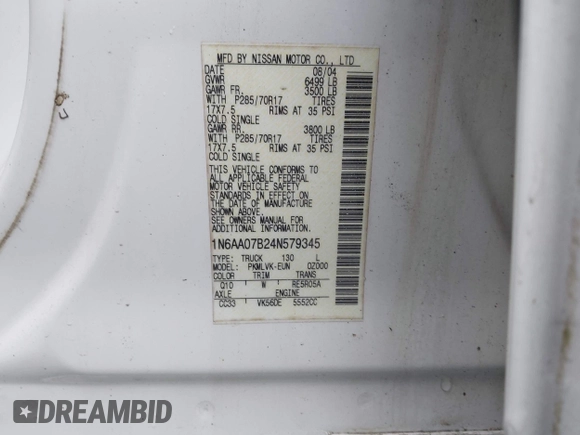 MFD BY NISSAN MOTOR CO., LTD
DATE 08/04
GVWR 6499 LB
GAWR FR. 3500 LB
WITH P285/70R17 TIRES
17X7.5 RIMS AT 35 PSI
COLD SINGLE
GAWR RR. 3800 LB
WITH P285/70R17 TIRES
17X7.5 RIMS AT 35 PSI
COLD SINGLE
THIS VEHICLE CONFORMS TO
ALL APPLICABLE FEDERAL
MOTOR VEHICLE SAFETY
STANDARDS IN EFFECT ON
THE DATE OF MANUFACTURE
SHOWN ABOVE.
SEE OWNERS MANUAL FOR
ADDITIONAL INFORMATION
1N6AA07B24N579345
TYPE: TRUCK 130 L
MODEL: PKMLVK-EUN 0Z000
COLOR TRIM TRANS
Q10 W RE5R05A
AXLE ENGINE
CC33 VK56DE 5552CC
DREAMBID